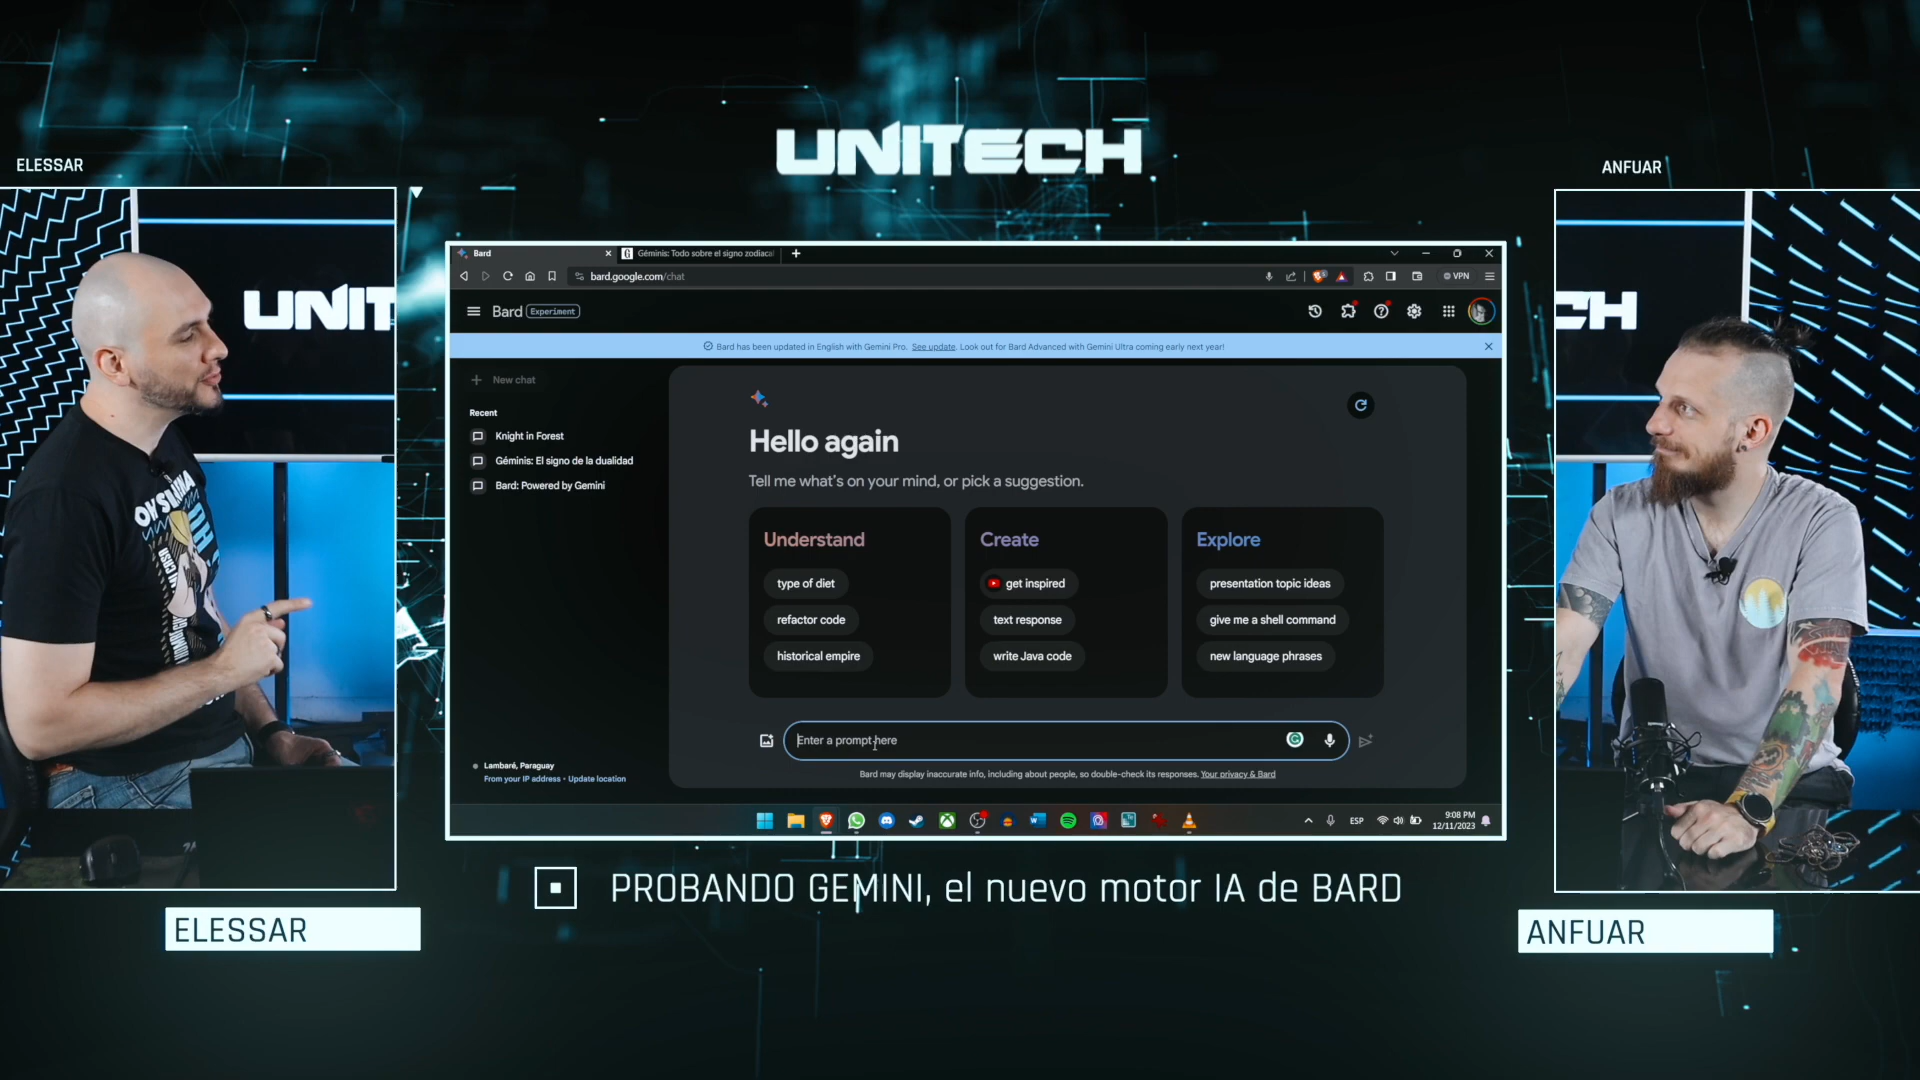 UNITECH
ELESSAR
ANFUAR
UNIT
CH
Bard
Géminis: Todo sobre el signo zodiacal
bard.google.com/chat
VPN
Bard Experiment
Bard has been updated in English with Gemini Pro. See update. Look out for Bard Advanced with Gemini Ultra coming early next year!
New chat
Recent
Knight in Forest
Géminis: El signo de la dualidad
Bard: Powered by Gemini
Hello again
Tell me what's on your mind, or pick a suggestion.
Understand
type of diet
refactor code
historical empire
Create
get inspired
text response
write Java code
Explore
presentation topic ideas
give me a shell command
new language phrases
Enter a prompt here
Bard may display inaccurate info, including about people, so double-check its responses. Your privacy & Bard
Lambaré, Paraguay
From your IP address • Update location
ESP
9:08 PM
12/11/2023
PROBANDO GEMINI, el nuevo motor IA de BARD
ELESSAR
ANFUAR